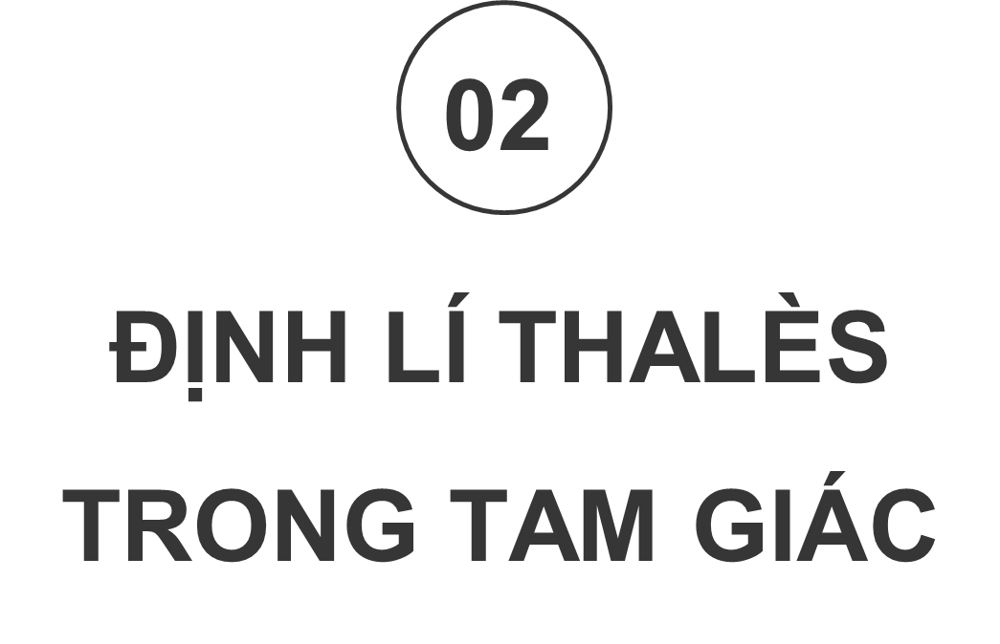 02
ĐỊNH LÍ THALÈS
TRONG TAM GIÁC